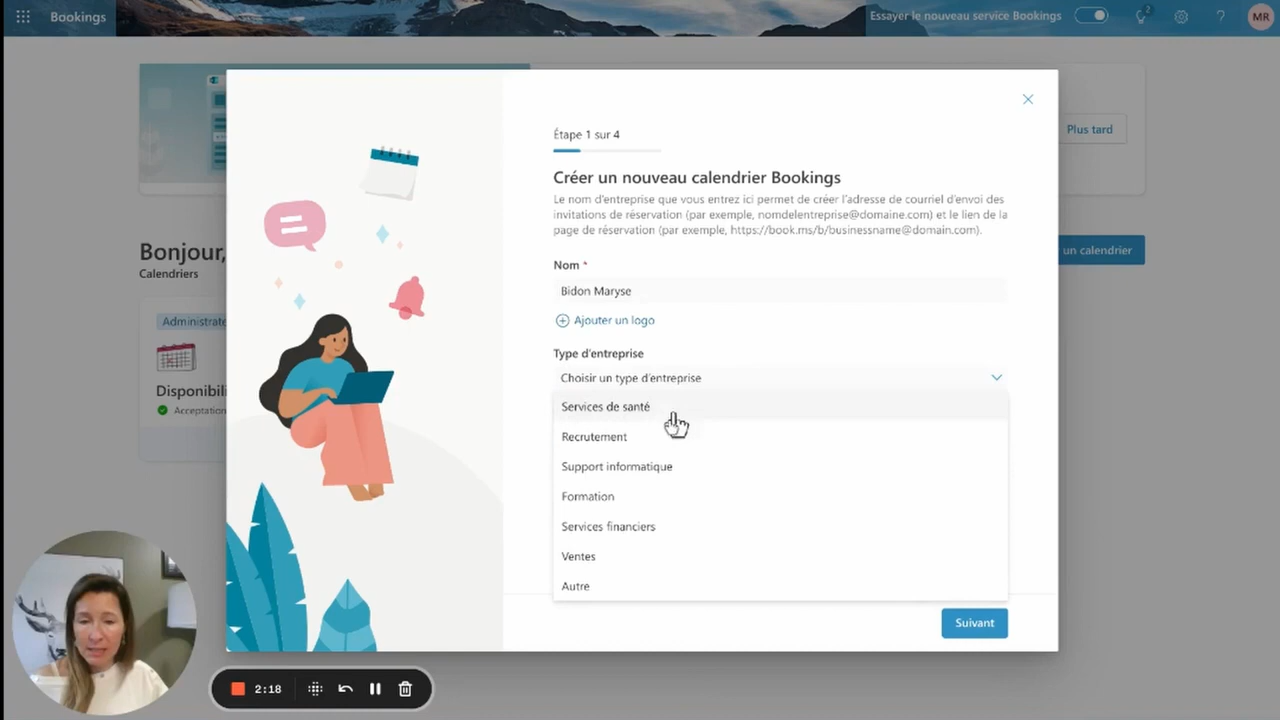 Bookings
Essayer le nouveau service Bookings
2
?
MR
Plus tard
Étape 1 sur 4
Créer un nouveau calendrier Bookings
Le nom d'entreprise que vous entrez ici permet de créer l'adresse de courriel d'envoi des
invitations de réservation (par exemple, nomdelentreprise@domaine.com) et le lien de la
page de réservation (par exemple, https://book.ms/b/businessname@domain.com).
Bonjour,
Calendriers
un calendrier
Nom *
Bidon Maryse
Ajouter un logo
Administrate
Type d'entreprise
Choisir un type d'entreprise
Disponibili
Acceptation
Services de santé
Recrutement
Support informatique
Formation
Services financiers
Ventes
Autre
Suivant
2:18